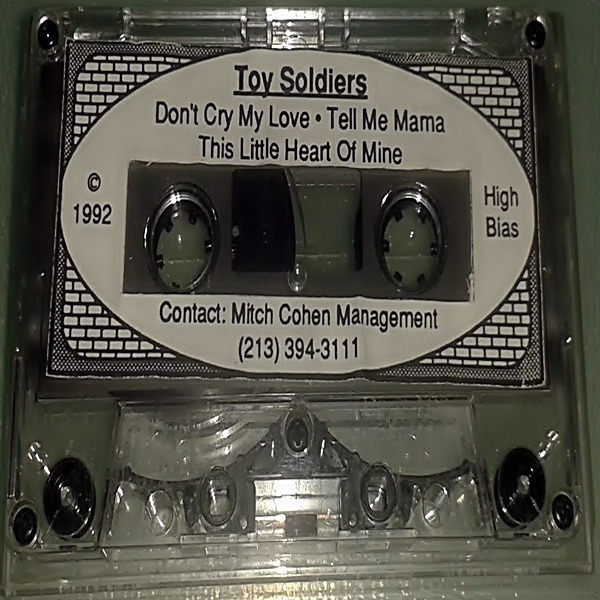 Toy Soldiers
Don't Cry My Love • Tell Me Mama
This Little Heart Of Mine
©
1992
High
Bias
Contact: Mitch Cohen Management
(213) 394-3111